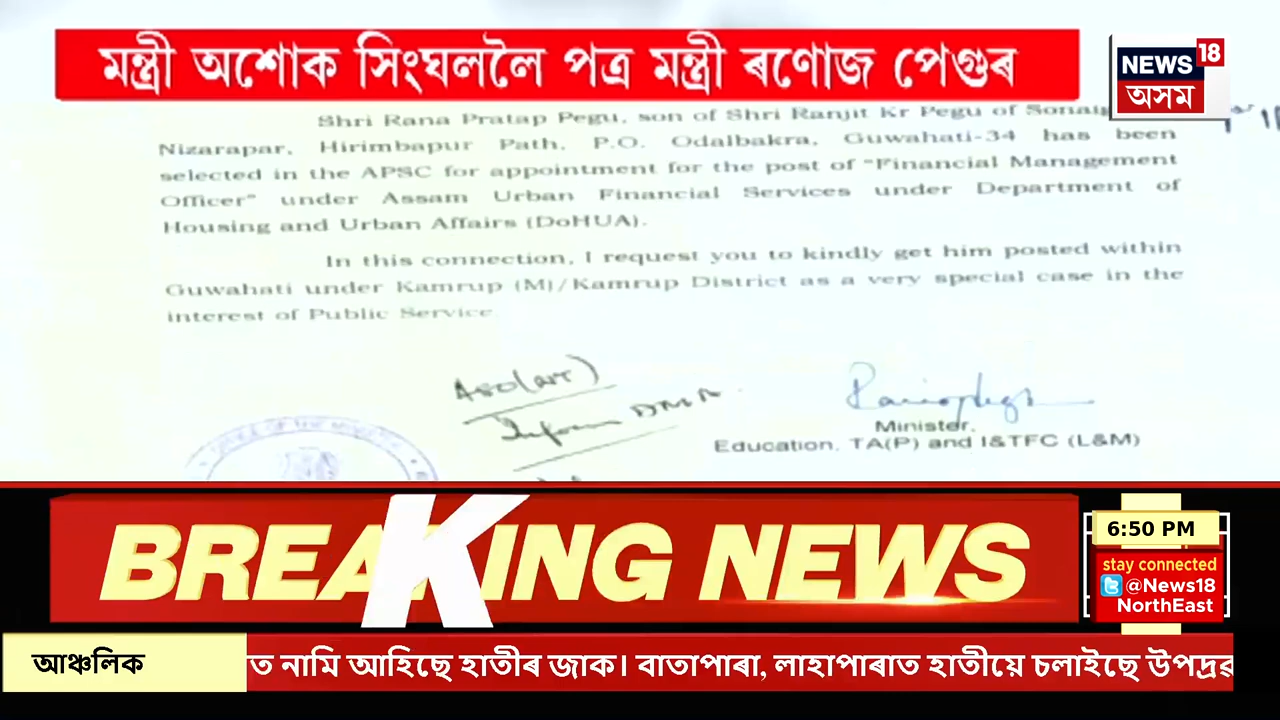 মন্ত্ৰী অশোক সিংঘললৈ পত্ৰ মন্ত্ৰী ৰণোজ পেগুৰ
NEWS 18
অসম
Shri Rana Pratap Pegu, son of Shri Ranjit Kr Pegu of
Nizarapar, Hirimbapur Path, P.O. Odalbakra, Guwahati-34 has been
selected in the APSC for appointment for the post of "Financial Management
Officer" under Assam Urban Financial Services under Department of
Housing and Urban Affairs (DoHUA).
In this connection, I request you to kindly get him posted within
Guwahati under Kamrup (M)/Kamrup District as a very special case in the
interest of Public Service.
Minister,
Education, TA(P) and I&TFC (L&M)
BREAKING NEWS
6:50 PM
stay connected
@News18
NorthEast
আঞ্চলিক
ত নামি আহিছে হাতীৰ জাক। বাতাপাৰা, লাহাপাৰাত হাতীয়ে চলাইছে উপদ্ৰৱ